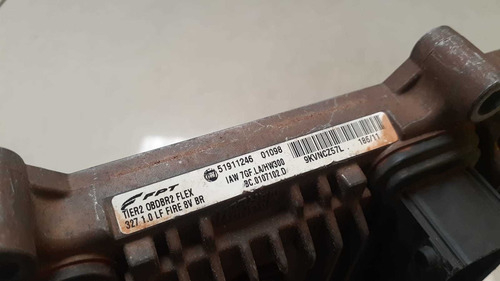 FPT
TIER2 OBDBR2 FLEX
327 1.0 LF FIRE 8V BR
51911246 01098
IAW 7GF.LA/HW300
BC.0107102.D
9KVNCZ57L 186/11